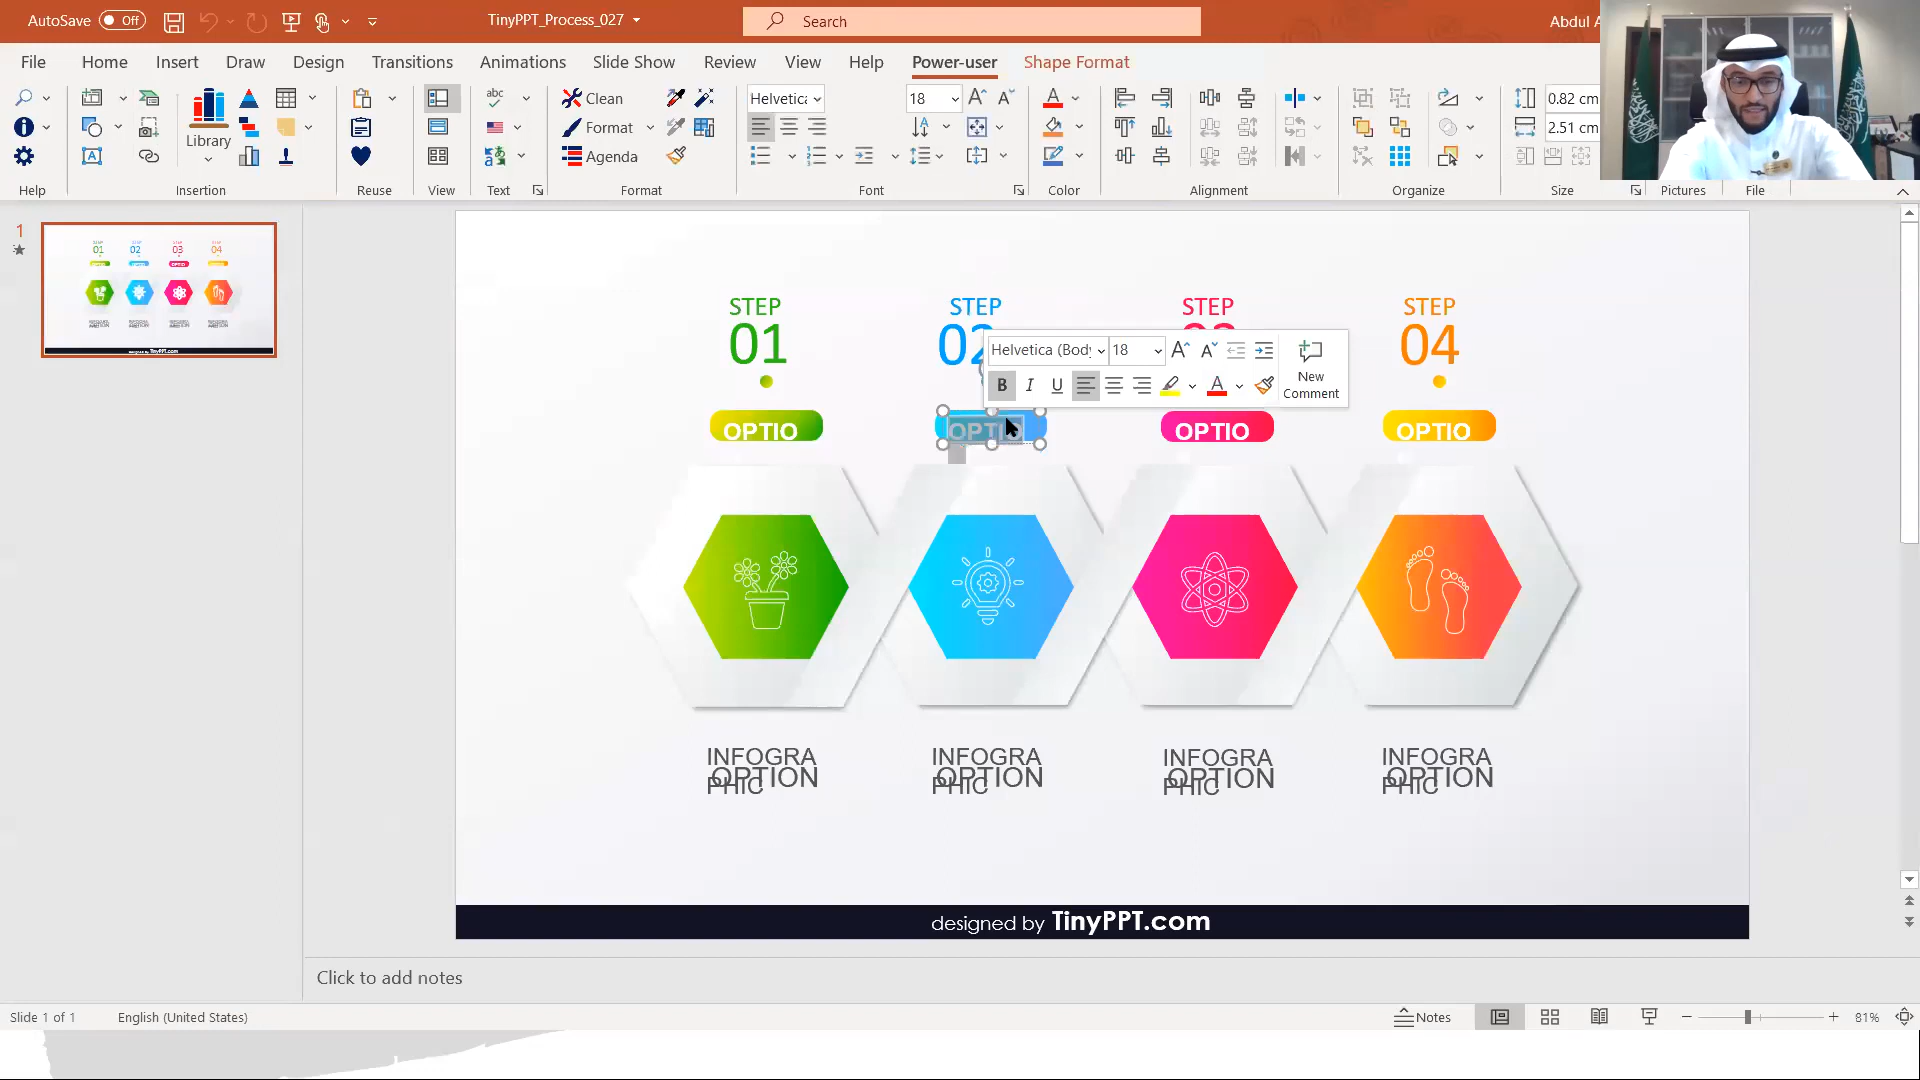 AutoSave Off
TinyPPT_Process_027
Search
Abdul A
File Home Insert Draw Design Transitions Animations Slide Show Review View Help Power-user Shape Format
Library
abc
Clean
Format
Agenda
Helvetica
18
0.82 cm
2.51 cm
Help Insertion Reuse View Text Format Font Color Alignment Organize Size Pictures File
1
STEP
01
OPTIO
INFOGRA
PHIC
OPTION
STEP
02
OPTIO
INFOGRA
PHIC
OPTION
STEP
03
OPTIO
INFOGRA
PHIC
OPTION
STEP
04
OPTIO
INFOGRA
PHIC
OPTION
Helvetica (Body
18
B I U
New
Comment
designed by TinyPPT.com
Click to add notes
Slide 1 of 1
English (United States)
Notes
81%